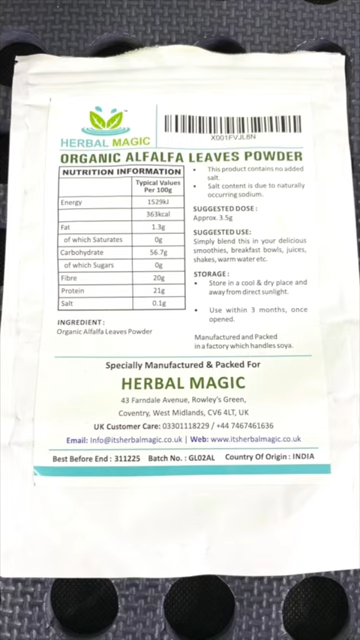 HERBAL MAGIC
X001FVJL8N
ORGANIC ALFALFA LEAVES POWDER
NUTRITION INFORMATION
Typical Values
Per 100g
Energy 1529kJ
363kcal
Fat 1.3g
of which Saturates 0g
Carbohydrate 56.7g
of which Sugars 0g
Fibre 20g
Protein 21g
Salt 0.1g
INGREDIENT :
Organic Alfalfa Leaves Powder
• This product contains no added
salt.
• Salt content is due to naturally
occurring sodium.
SUGGESTED DOSE :
Approx. 3.5g
SUGGESTED USE:
Simply blend this in your delicious
smoothies, breakfast bowls, juices,
shakes, warm water etc.
STORAGE :
• Store in a cool & dry place and
away from direct sunlight.
• Use within 3 months, once
opened.
Manufactured and Packed
in a factory which handles soya.
Specially Manufactured & Packed For
HERBAL MAGIC
43 Farndale Avenue, Rowley's Green,
Coventry, West Midlands, CV6 4LT, UK
UK Customer Care: 03301118229 / +44 7467461636
Email: Info@itsherbalmagic.co.uk | Web: www.itsherbalmagic.co.uk
Best Before End : 311225 Batch No. : GL02AL Country Of Origin : INDIA